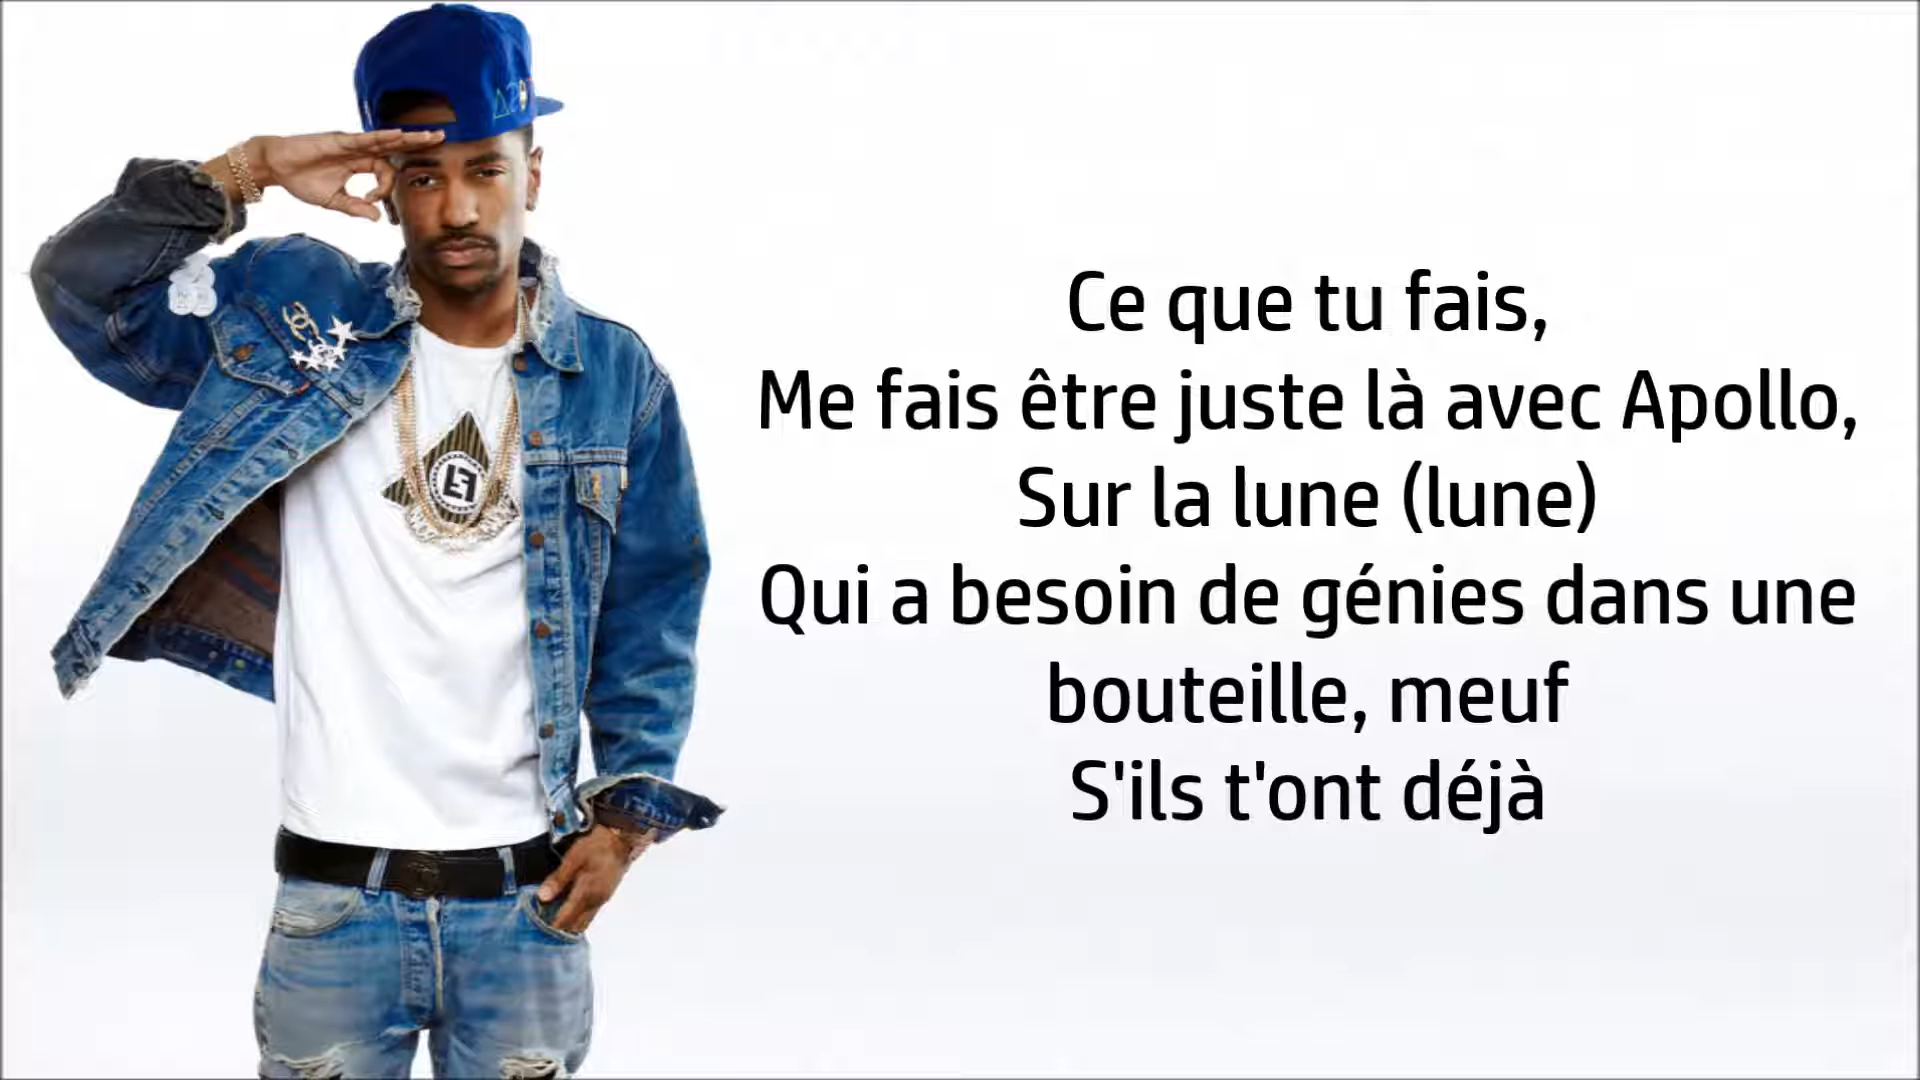 Ce que tu fais,
Me fais être juste là avec Apollo,
Sur la lune (lune)
Qui a besoin de génies dans une
bouteille, meuf
S'ils t'ont déjà